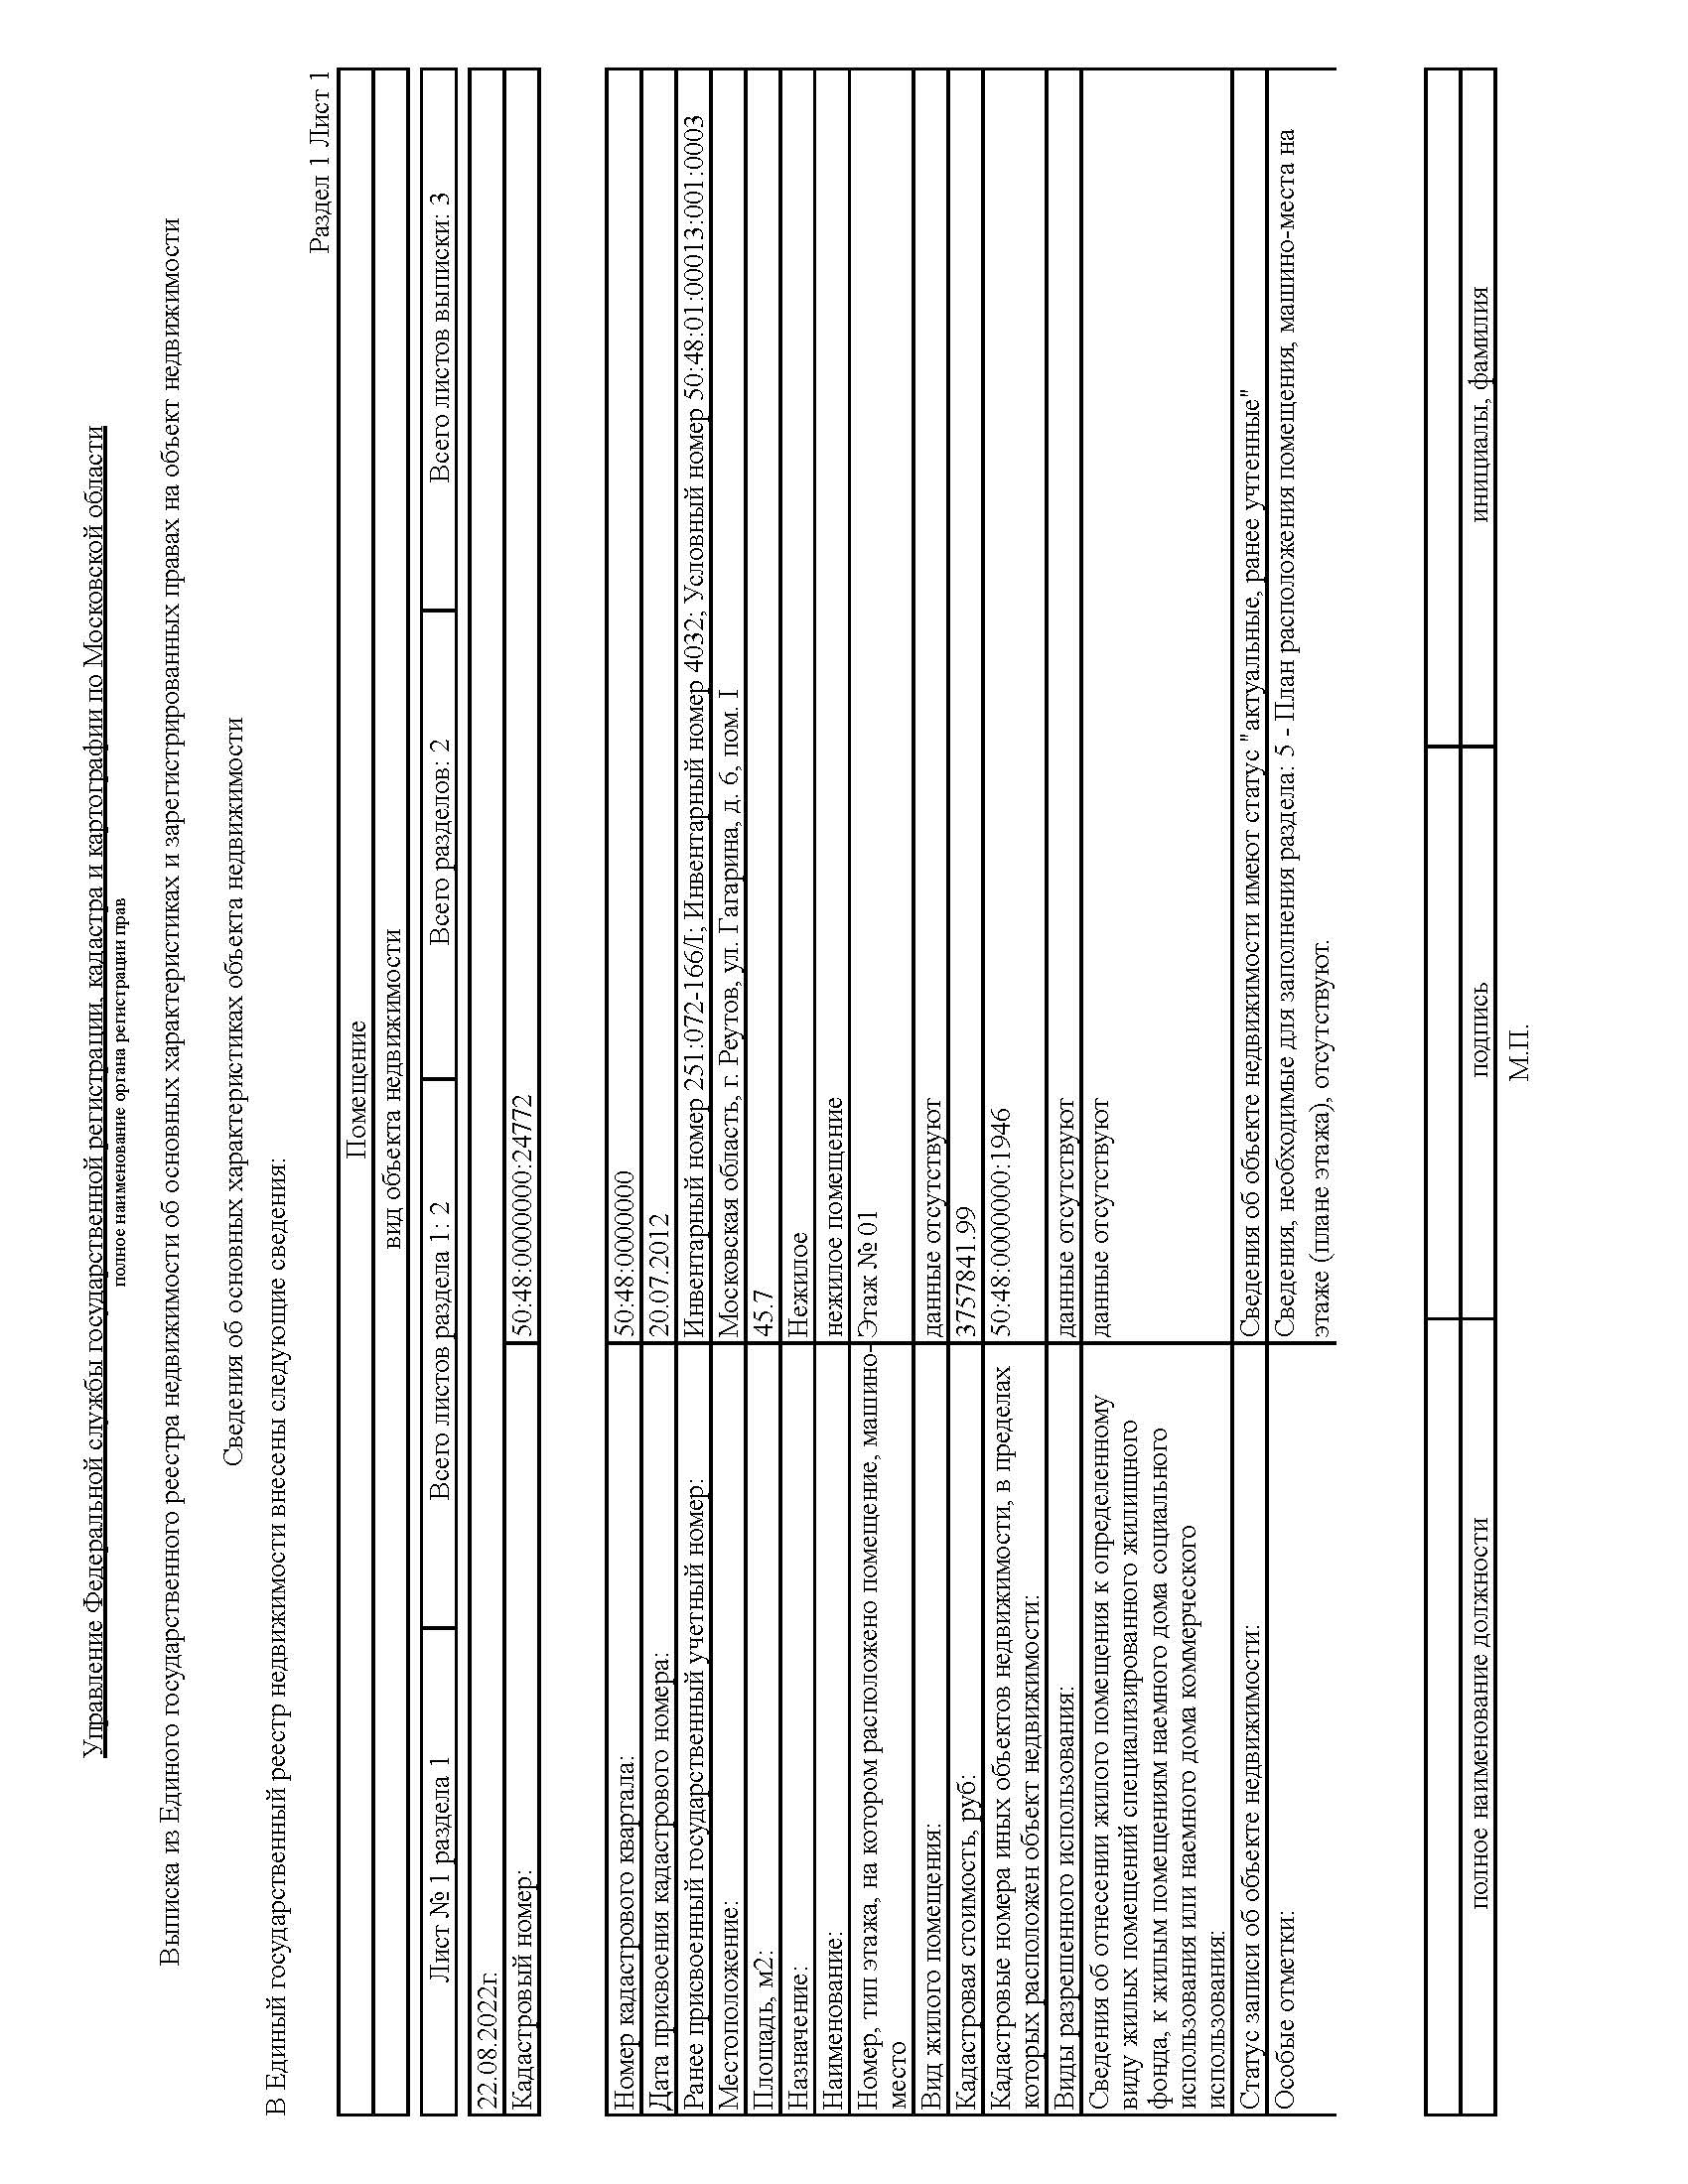 Управление Федеральной службы государственной регистрации, кадастра и картографии по Московской области
полное наименование органа регистрации прав
Выписка из Единого государственного реестра недвижимости об основных характеристиках и зарегистрированных правах на объект недвижимости
Сведения об основных характеристиках объекта недвижимости
В Единый государственный реестр недвижимости внесены следующие сведения:
Раздел 1 Лист 1
Помещение
вид объекта недвижимости
Лист № 1 раздела 1 Всего листов раздела 1: 2 Всего разделов: 2 Всего листов выписки: 3
22.08.2022г.
Кадастровый номер: 50:48:0000000:24772
Номер кадастрового квартала: 50:48:0000000
Дата присвоения кадастрового номера: 20.07.2012
Ранее присвоенный государственный учетный номер: Инвентарный номер 251:072-166/I; Инвентарный номер 4032; Условный номер 50:48:01:00013:001:0003
Местоположение: Московская область, г. Реутов, ул. Гагарина, д. 6, пом. I
Площадь, м2: 45.7
Назначение: Нежилое
Наименование: нежилое помещение
Номер, тип этажа, на котором расположено помещение, машино- Этаж № 01
место
Вид жилого помещения: данные отсутствуют
Кадастровая стоимость, руб: 3757841.99
Кадастровые номера иных объектов недвижимости, в пределах 50:48:0000000:1946
которых расположен объект недвижимости:
Виды разрешенного использования: данные отсутствуют
Сведения об отнесении жилого помещения к определенному данные отсутствуют
виду жилых помещений специализированного жилищного
фонда, к жилым помещениям наемного дома социального
использования или наемного дома коммерческого
использования:
Статус записи об объекте недвижимости: Сведения об объекте недвижимости имеют статус "актуальные, ранее учтенные"
Особые отметки: Сведения, необходимые для заполнения раздела: 5 - План расположения помещения, машино-места на
этаже (плане этажа), отсутствуют.
полное наименование должности подпись инициалы, фамилия
М.П.